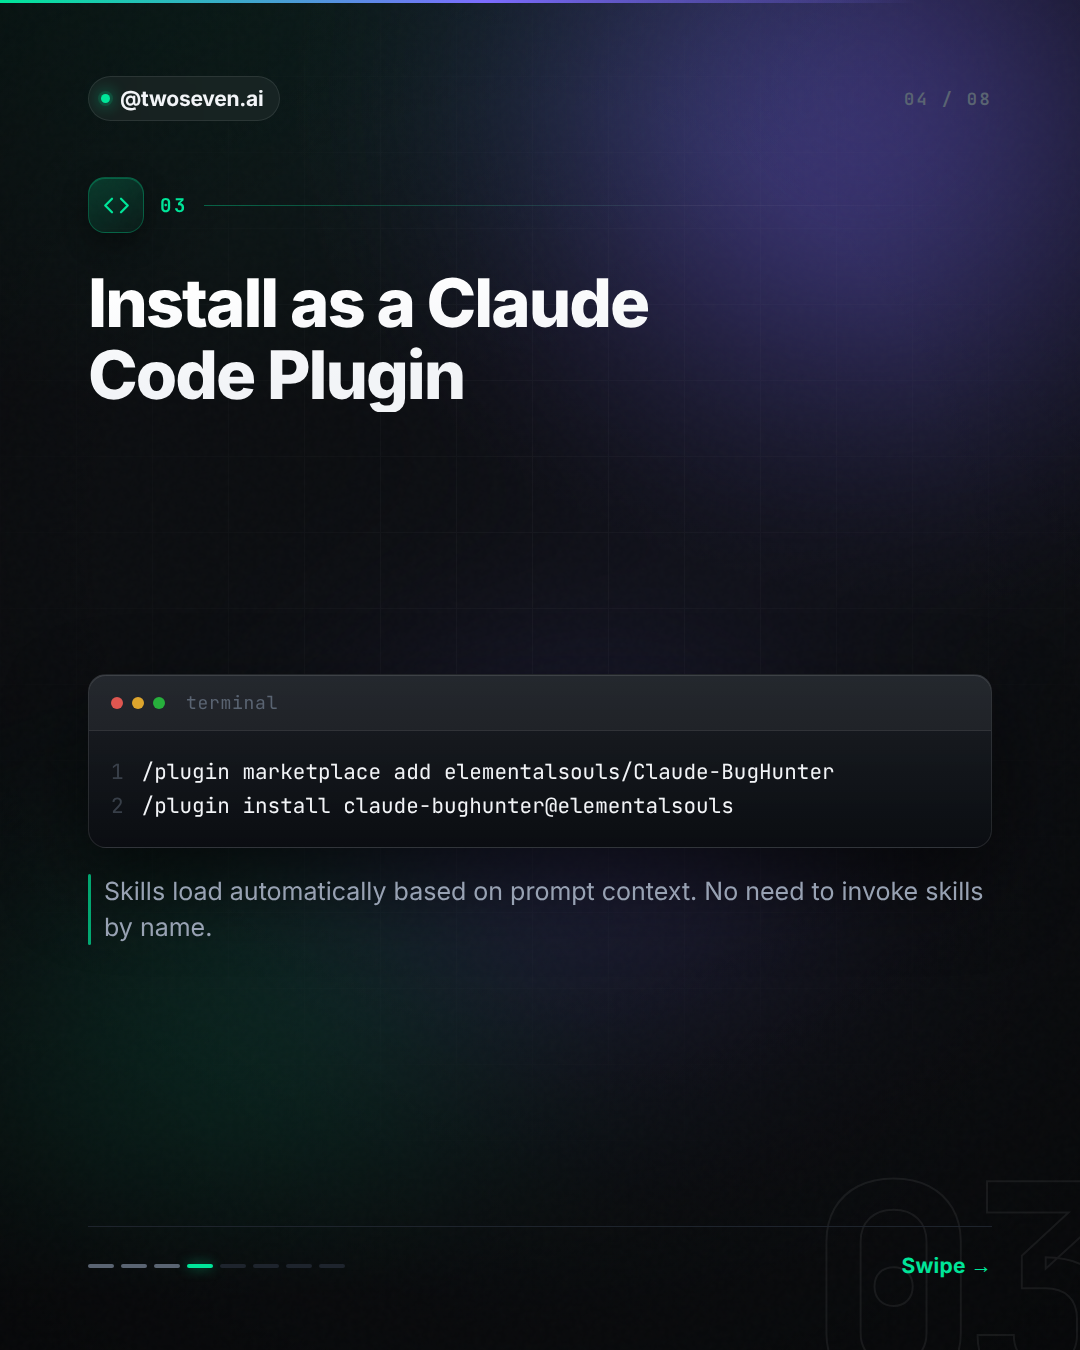 @twoseven.ai
04 / 08
03
Install as a Claude
Code Plugin
terminal
1 /plugin marketplace add elementalsouls/Claude-BugHunter
2 /plugin install claude-bughunter@elementalsouls
Skills load automatically based on prompt context. No need to invoke skills
by name.
03
Swipe →